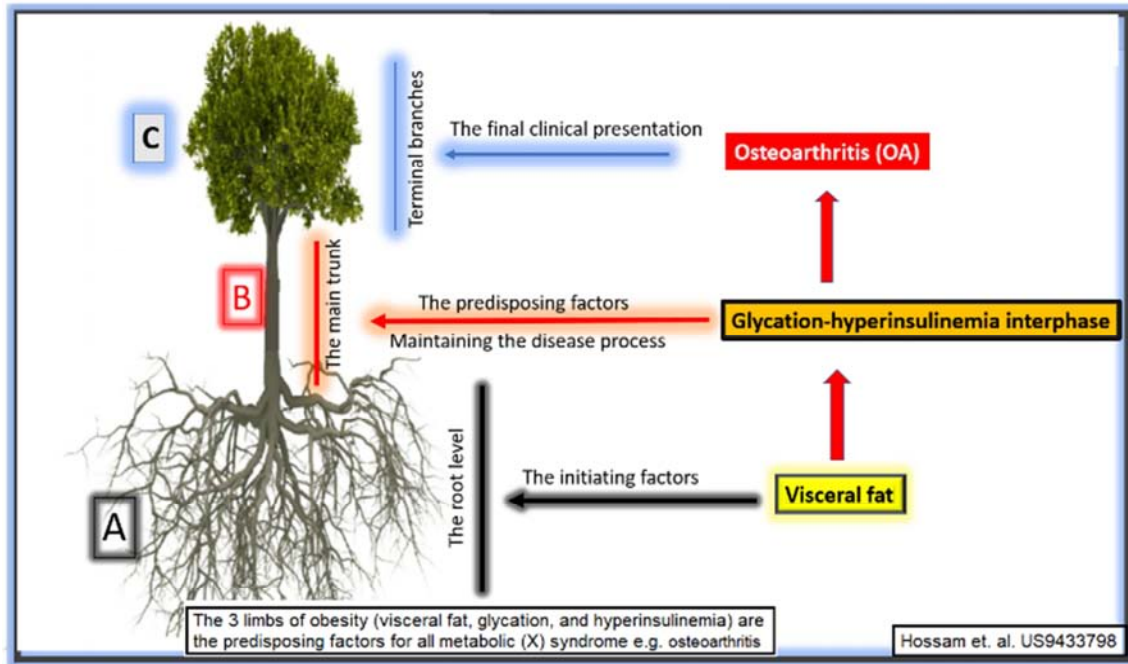 C
Terminal branches
The final clinical presentation
Osteoarthritis (OA)
B
The main trunk
The predisposing factors
Maintaining the disease process
Glycation-hyperinsulinemia interphase
A
The root level
The initiating factors
Visceral fat
The 3 limbs of obesity (visceral fat, glycation, and hyperinsulinemia) are
the predisposing factors for all metabolic (X) syndrome e.g. osteoarthritis
Hossam et. al. US9433798